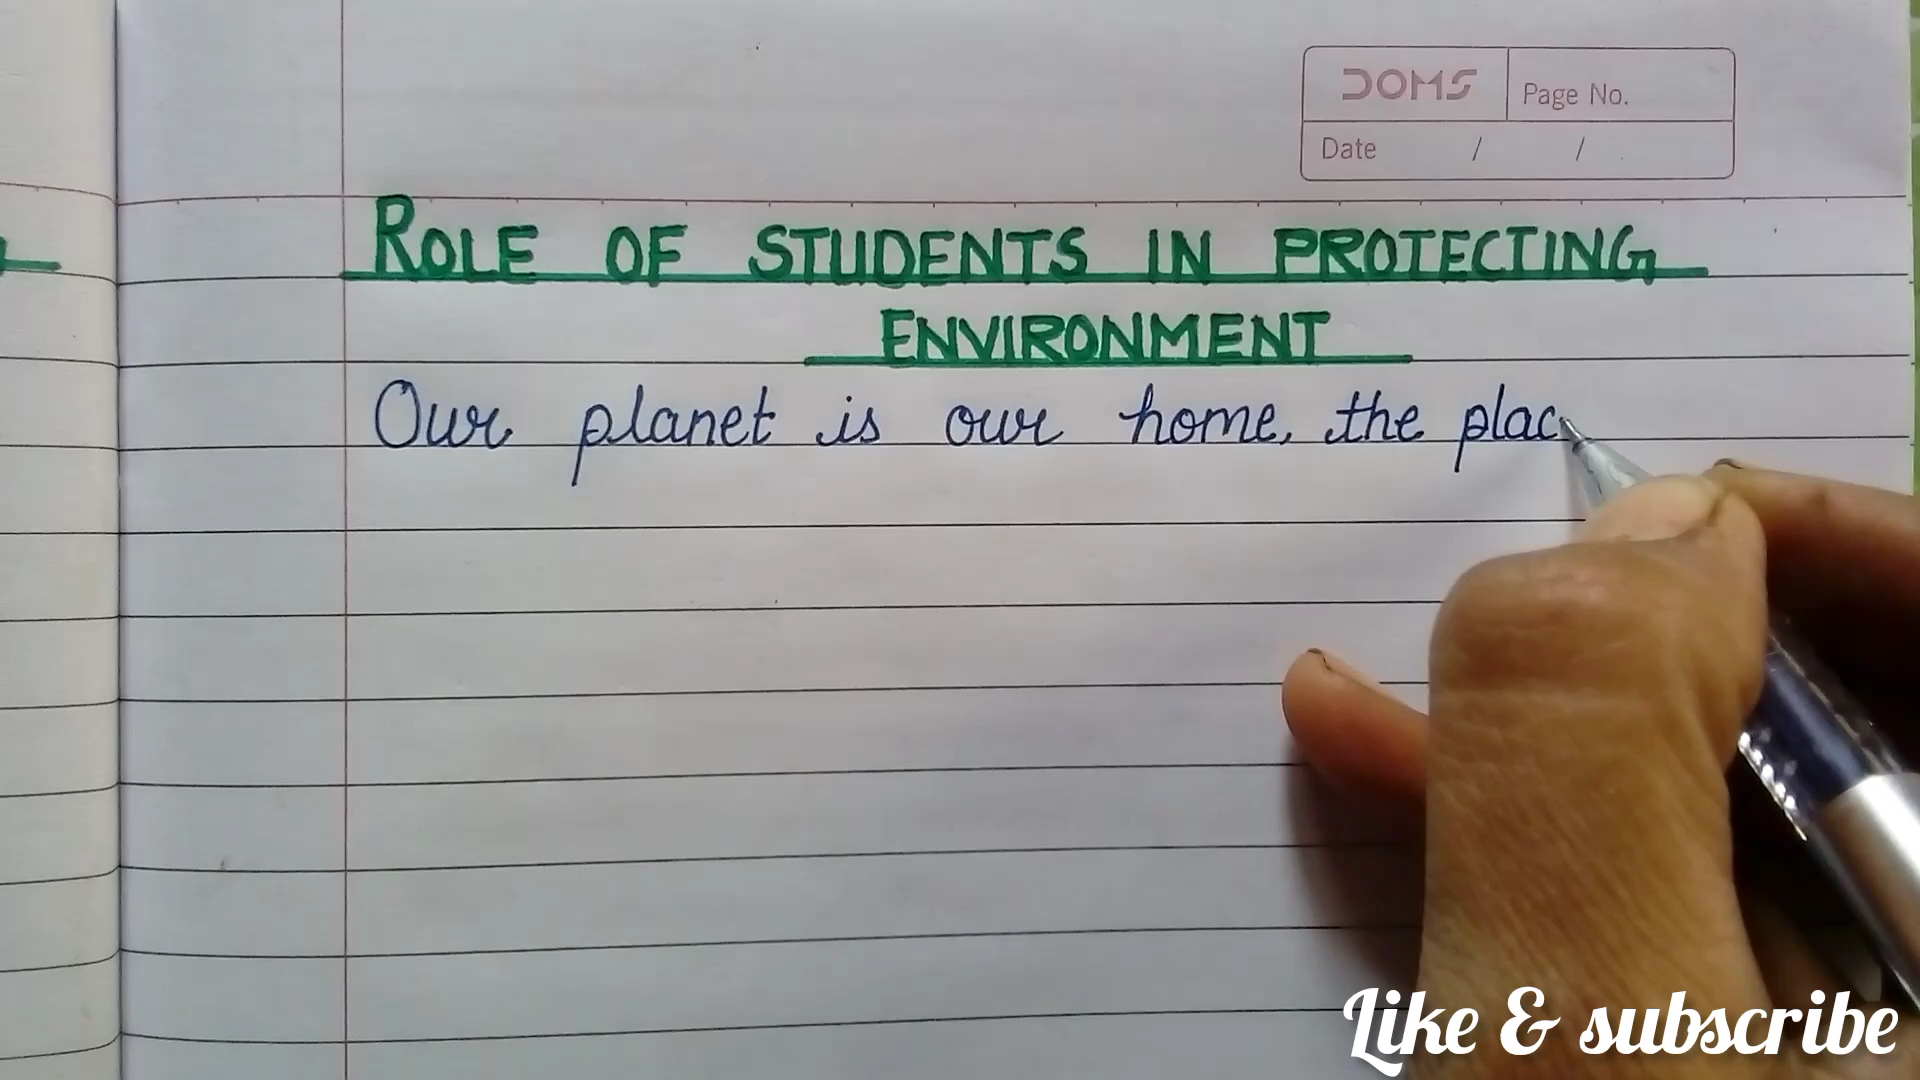 DOMS
Page No.
Date / /
ROLE OF STUDENTS IN PROTECTING
ENVIRONMENT
Our planet is our home, the plac
Like & subscribe